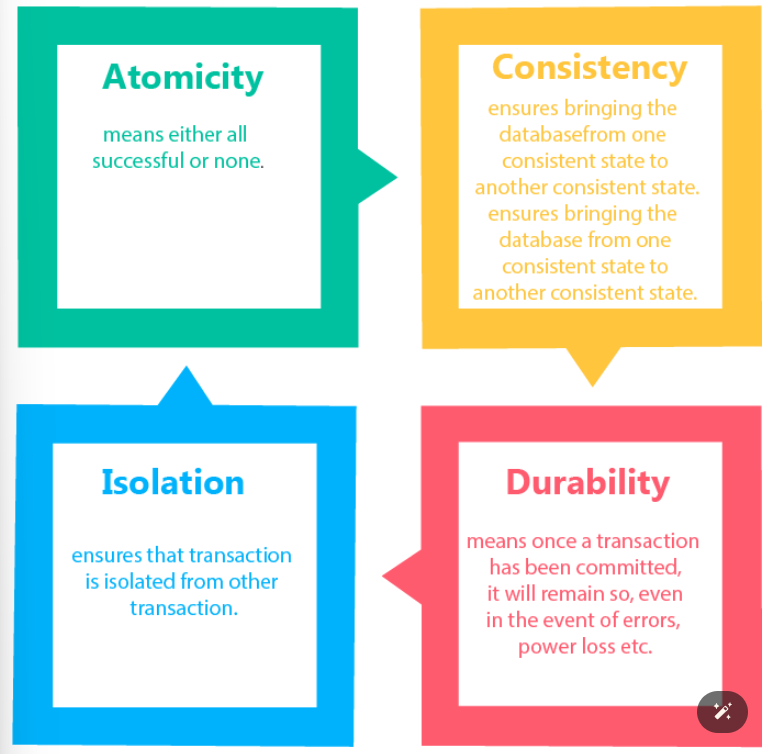 Atomicity
means either all
successful or none.
Consistency
ensures bringing the
databasefrom one
consistent state to
another consistent state.
ensures bringing the
database from one
consistent state to
another consistent state.
Isolation
ensures that transaction
is isolated from other
transaction.
Durability
means once a transaction
has been committed,
it will remain so, even
in the event of errors,
power loss etc.